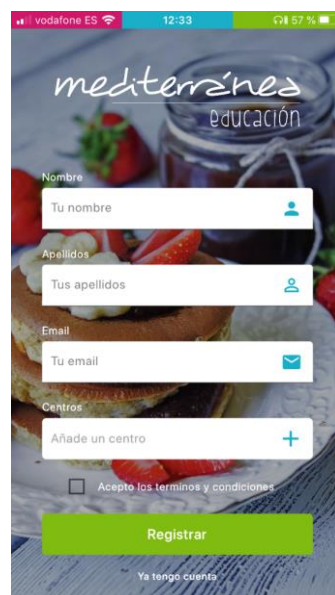 vodafone ES 12:33 57 %
mediterránea
educación
Nombre
Tu nombre
Apellidos
Tus apellidos
Email
Tu email
Centros
Añade un centro
Acepto los terminos y condiciones
Registrar
Ya tengo cuenta